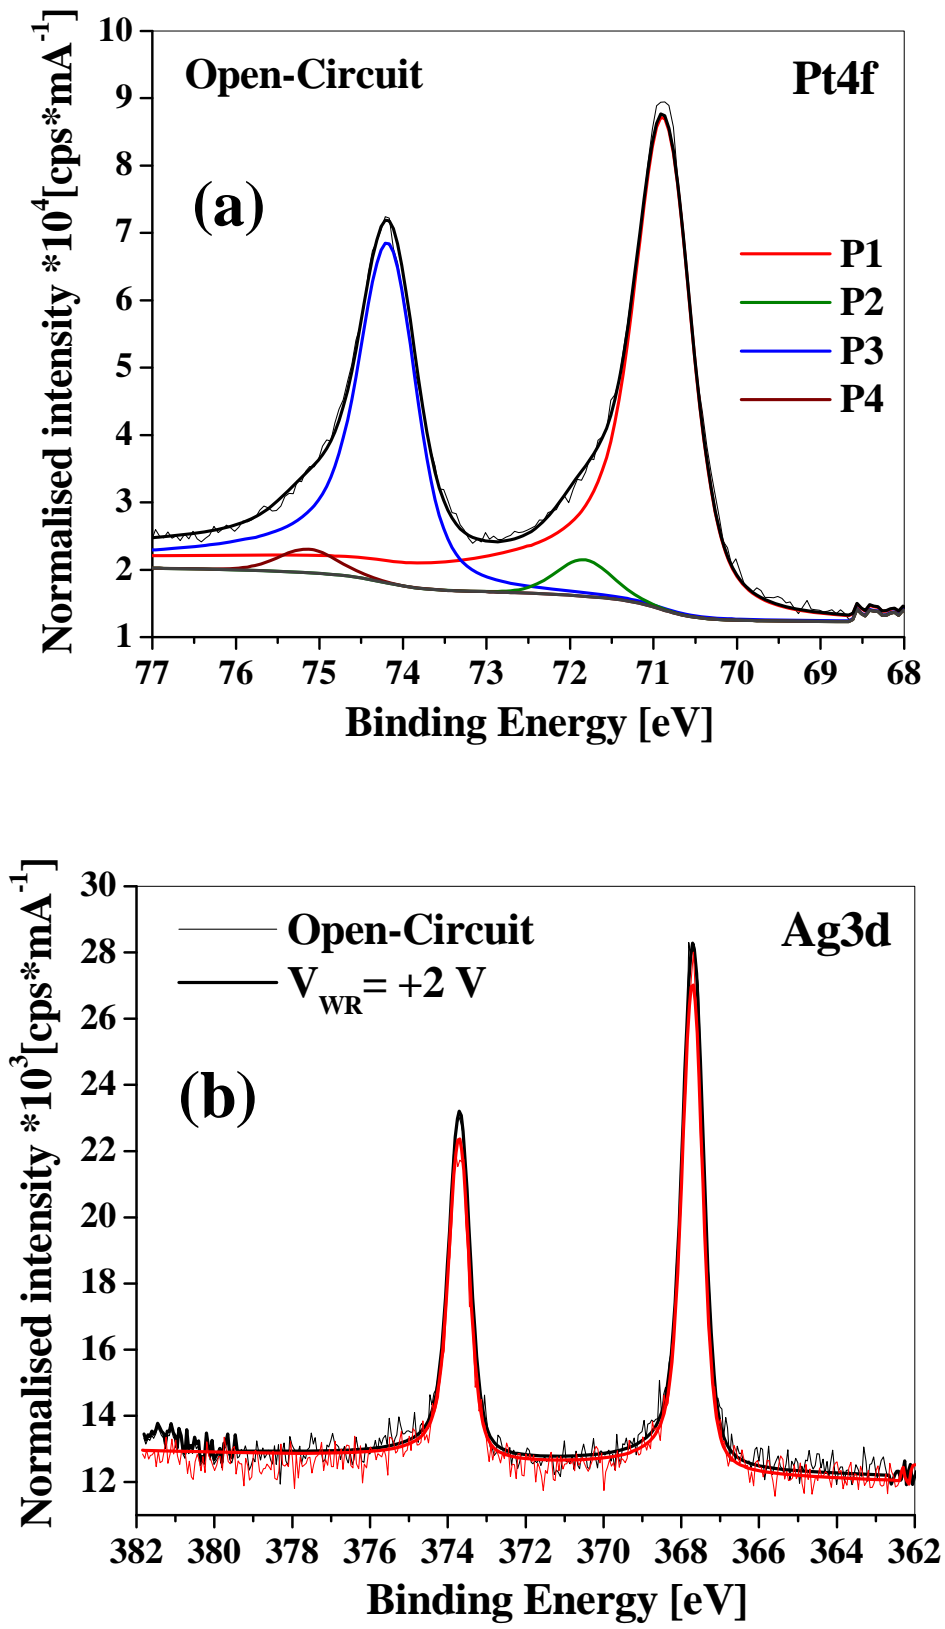 Open-Circuit
Pt4f
(a)
P1
P2
P3
P4
Normalised intensity *10⁴[cps*mA⁻¹]
10
9
8
7
6
5
4
3
2
1
77 76 75 74 73 72 71 70 69 68
Binding Energy [eV]
Open-Circuit
V_WR= +2 V
Ag3d
(b)
Normalised intensity *10³[cps*mA⁻¹]
30
28
26
24
22
20
18
16
14
12
382 380 378 376 374 372 370 368 366 364 362
Binding Energy [eV]